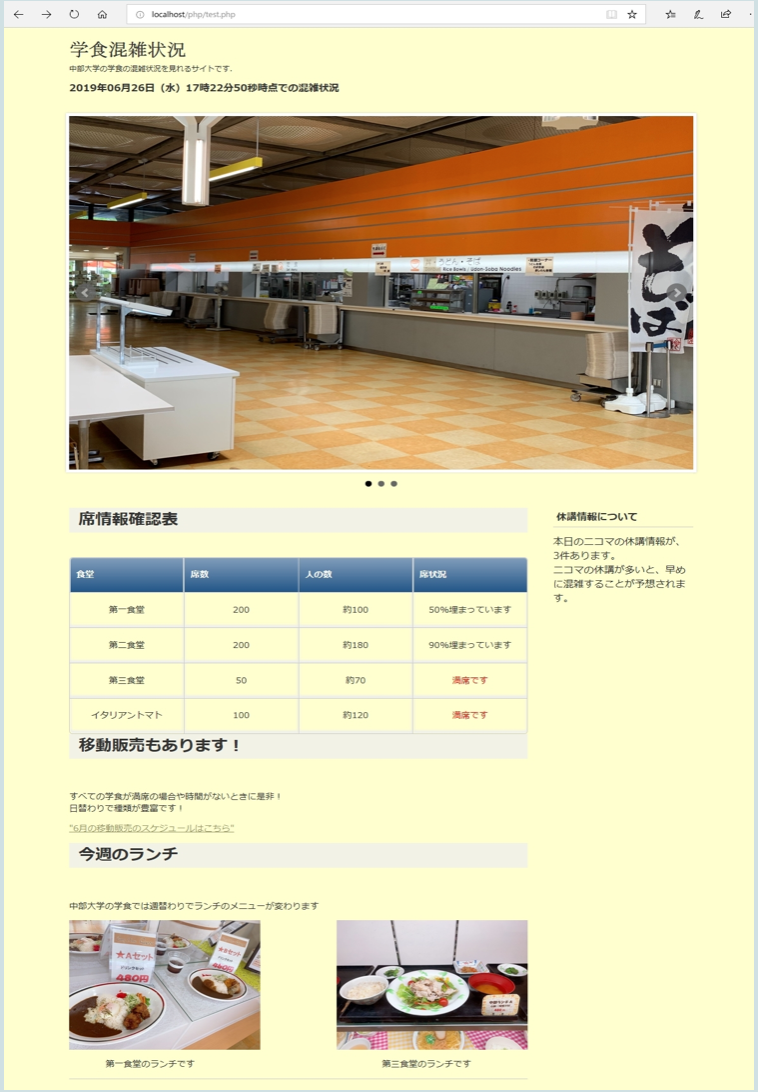 localhost/php/test.php
学食混雑状況
中部大学の学食の混雑状況を見れるサイトです.
2019年06月26日（水）17時22分50秒時点での混雑状況
うどん・そば
Rice Bowls / Udon-Soba Noodles
そば
席情報確認表
食堂 席数 人の数 席状況
第一食堂 200 約100 50%埋まっています
第二食堂 200 約180 90%埋まっています
第三食堂 50 約70 満席です
イタリアントマト 100 約120 満席です
休講情報について
本日の二コマの休講情報が、
3件あります。
二コマの休講が多いと、早め
に混雑することが予想されま
す。
移動販売もあります！
すべての学食が満席の場合や時間がないときに是非！
日替わりで種類が豊富です！
"6月の移動販売のスケジュールはこちら"
今週のランチ
中部大学の学食では週替わりでランチのメニューが変わります
★Aセット
ドリンクセット
480円
第一食堂のランチです
第三食堂のランチです